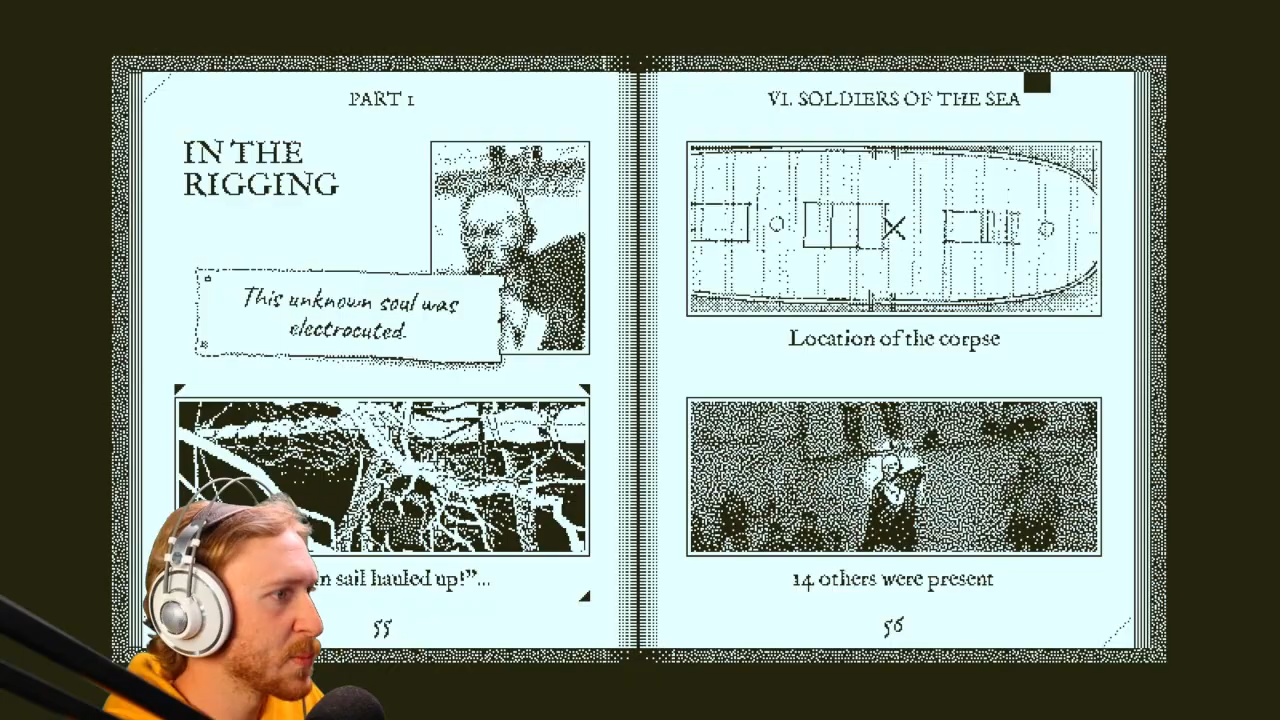 PART 1
IN THE
RIGGING
This unknown soul was
electrocuted.
sail hauled up!”...
55
VI. SOLDIERS OF THE SEA
Location of the corpse
14 others were present
56